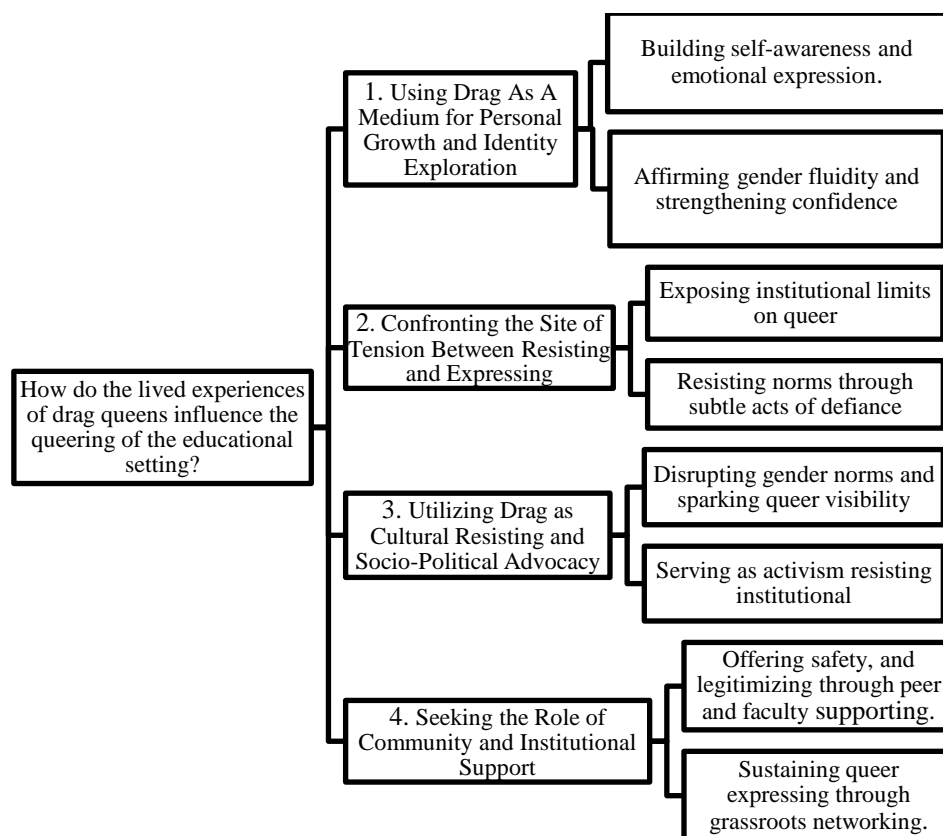 How do the lived experiences
of drag queens influence the
queering of the educational
setting?
1. Using Drag As A
Medium for Personal
Growth and Identity
Exploration
Building self-awareness and
emotional expression.
Affirming gender fluidity and
strengthening confidence
2. Confronting the Site of
Tension Between Resisting
and Expressing
Exposing institutional limits
on queer
Resisting norms through
subtle acts of defiance
3. Utilizing Drag as
Cultural Resisting and
Socio-Political Advocacy
Disrupting gender norms and
sparking queer visibility
Serving as activism resisting
institutional
4. Seeking the Role of
Community and Institutional
Support
Offering safety, and
legitimizing through peer
and faculty supporting.
Sustaining queer
expressing through
grassroots networking.